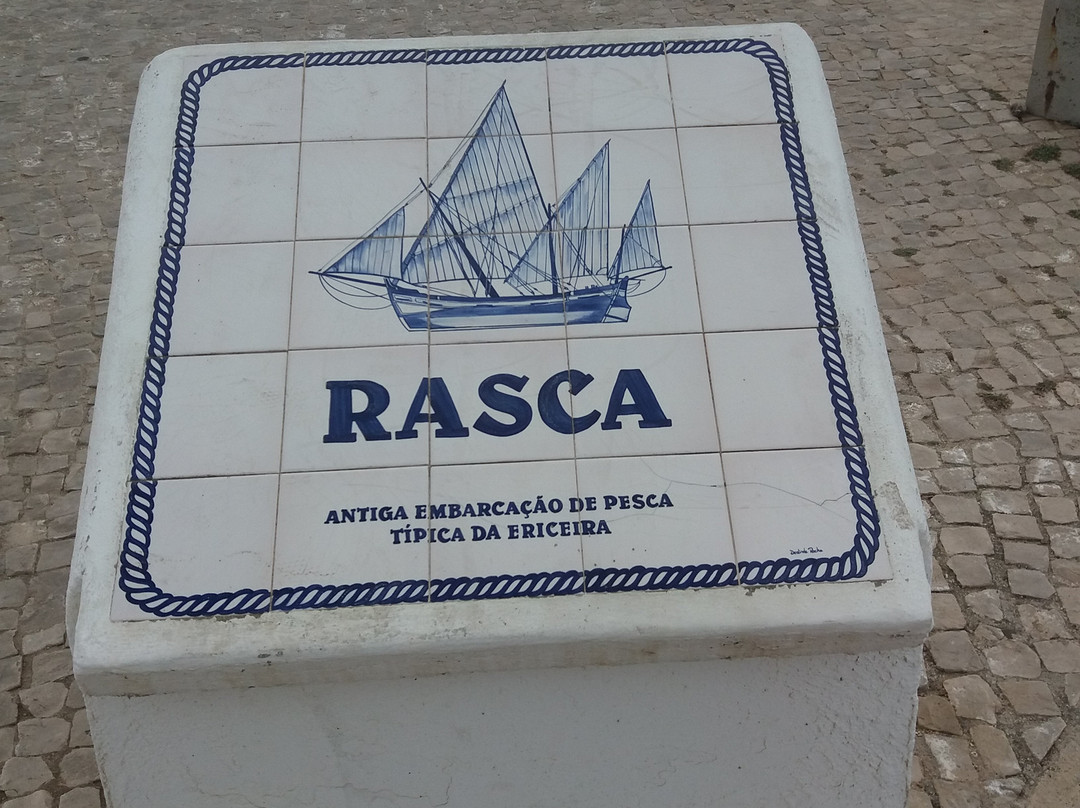 RASCA
ANTIGA EMBARCAÇÃO DE PESCA
TÍPICA DA ERICEIRA